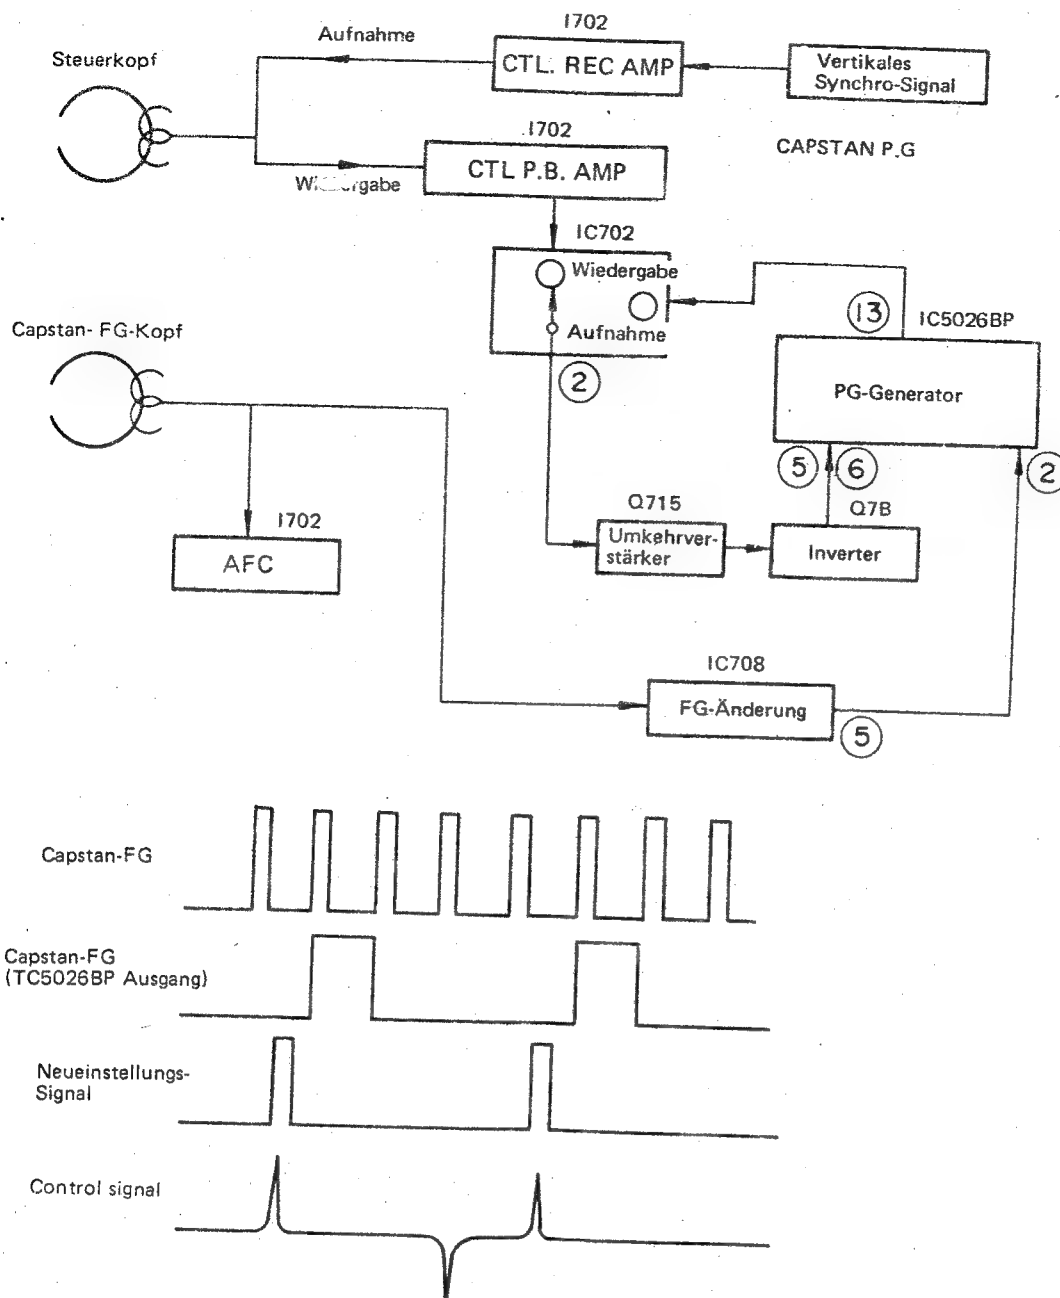 I702
Aufnahme
Steuerkopf
CTL. REC AMP
Vertikales
Synchro-Signal
I702
CAPSTAN P.G
CTL P.B. AMP
IC702
Wiedergabe
13
IC5026BP
Capstan- FG-Kopf
Aufnahme
2
PG-Generator
5
6
2
Q715
Q7B
I702
Umkehrver-
stärker
Inverter
AFC
IC708
FG-Änderung
5
Capstan-FG
Capstan-FG
(TC5026BP Ausgang)
Neueinstellungs-
Signal
Control signal